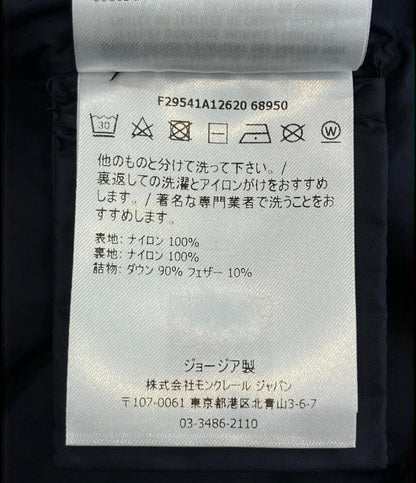 F29541A12620 68950
30
W
他のものと分けて洗って下さい。/
裏返しての洗濯とアイロンがけをおすすめ
します。/ 著名な専門業者で洗うことをお
すすめします。
表地: ナイロン 100%
裏地: ナイロン 100%
詰物: ダウン 90% フェザー 10%
ジョージア製
株式会社モンクレール ジャパン
〒107-0061 東京都港区北青山3-6-7
03-3486-2110